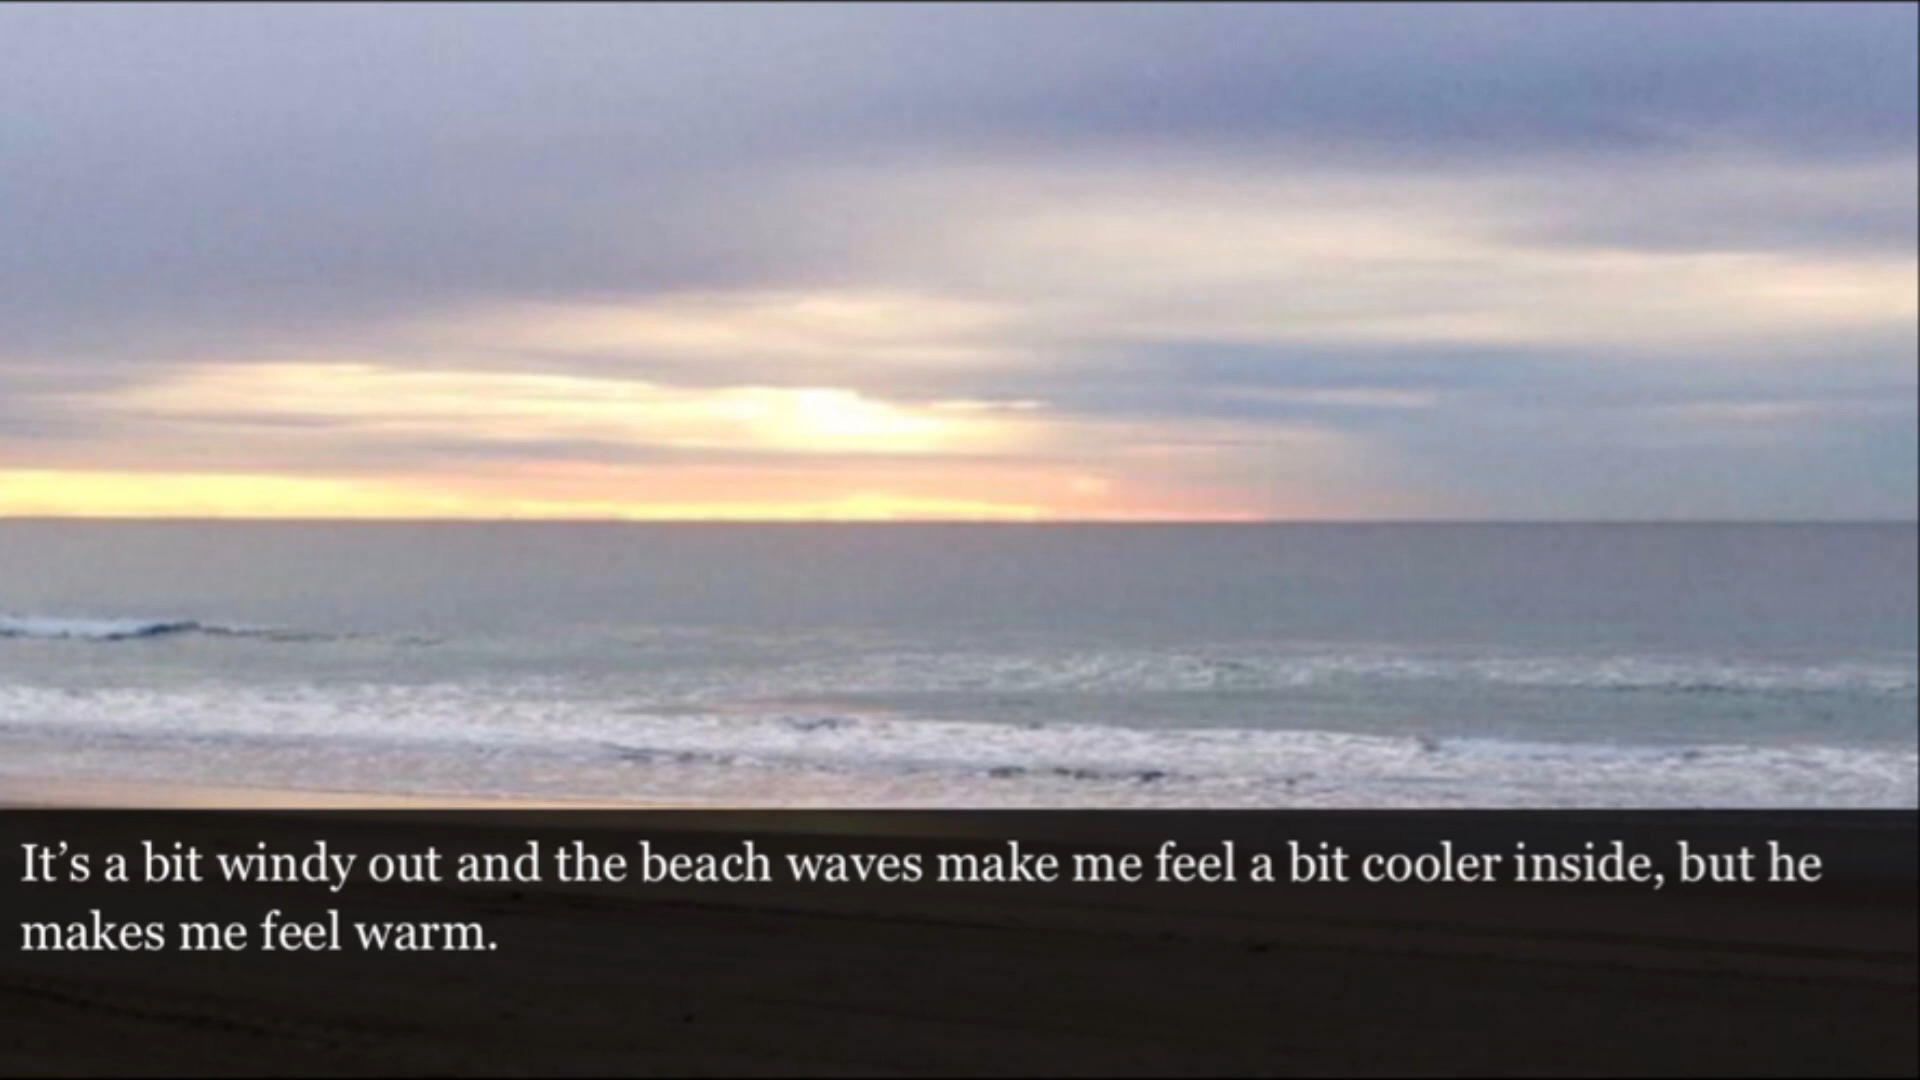 It’s a bit windy out and the beach waves make me feel a bit cooler inside, but he
makes me feel warm.